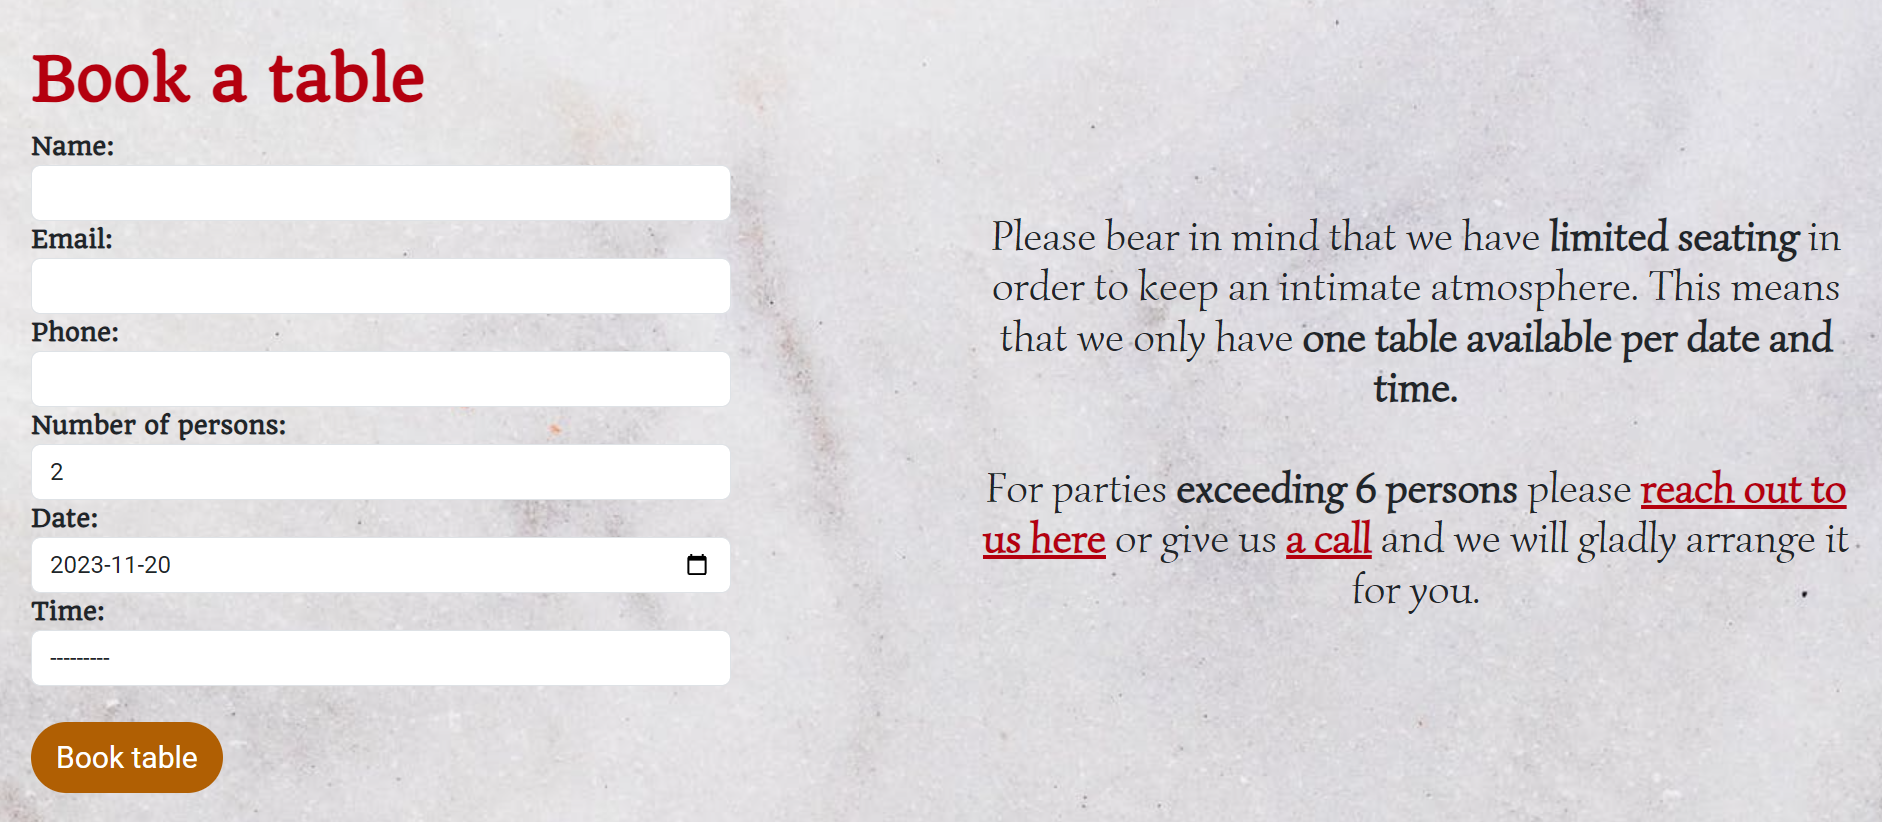 Book a table
Name:
Email:
Phone:
Number of persons:
2
Date:
2023-11-20
Time:
---------
Book table
Please bear in mind that we have limited seating in
order to keep an intimate atmosphere. This means
that we only have one table available per date and
time.
For parties exceeding 6 persons please reach out to
us here or give us a call and we will gladly arrange it
for you.